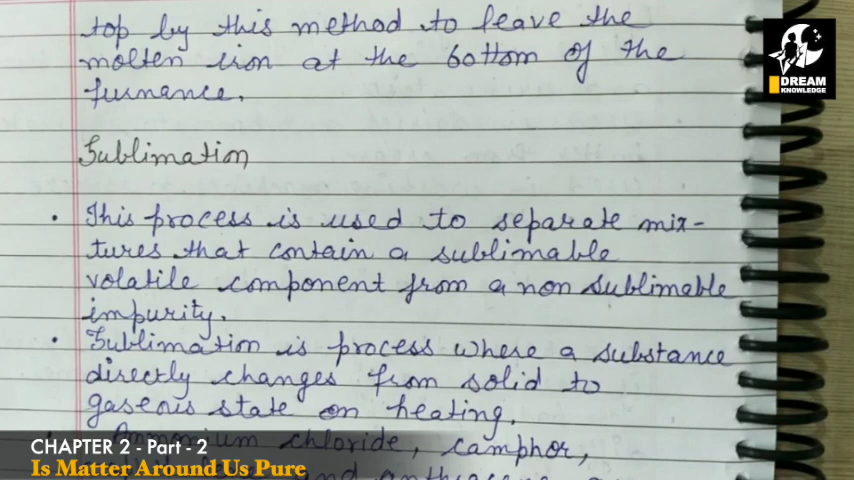 top by this method to leave the
molten iron at the bottom of the
furnance.
Sublimation
• This process is used to separate mix-
tures that contain a sublimable
volatile component from a non sublimable
impurity.
• Sublimation is process where a substance
directly changes from solid to
gaseous state on heating.
Ammonium chloride, camphor,
and anthracene
DREAM
KNOWLEDGE
CHAPTER 2 - Part - 2
Is Matter Around Us Pure